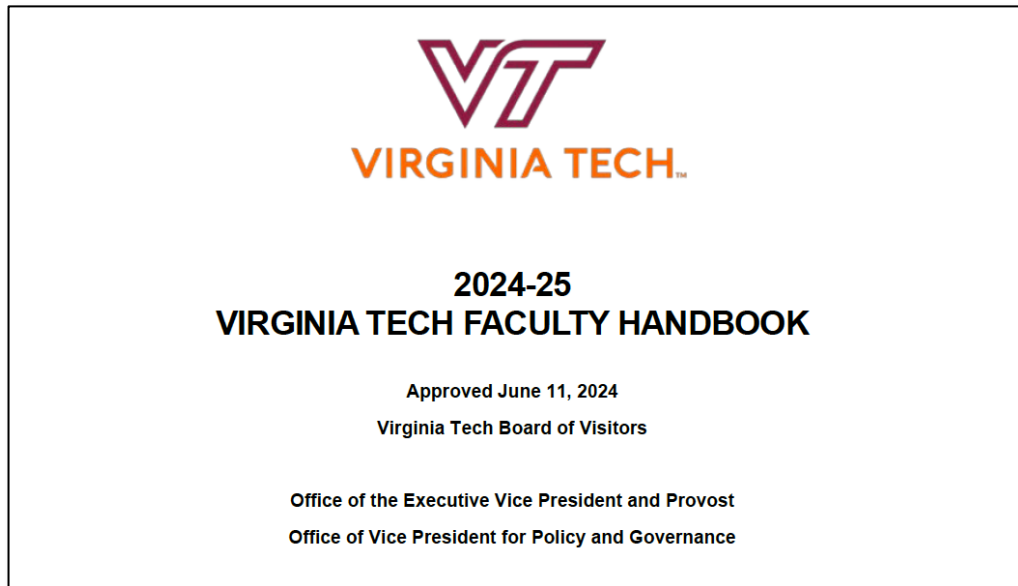 VT
VIRGINIA TECH™
2024-25
VIRGINIA TECH FACULTY HANDBOOK
Approved June 11, 2024
Virginia Tech Board of Visitors
Office of the Executive Vice President and Provost
Office of Vice President for Policy and Governance